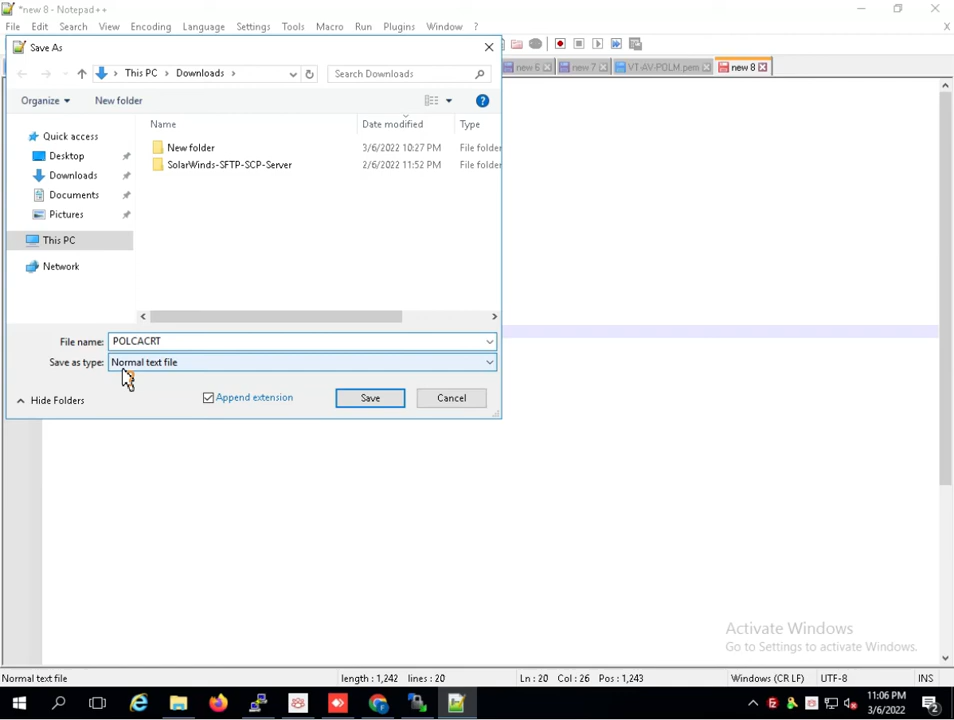 *new 8 - Notepad++
File Edit Search View Encoding Language Settings Tools Macro Run Plugins Window ?
X
Save As
new 6 new 7 VT-AV-POLM.pem new 8
This PC Downloads
Search Downloads
Organize New folder
Name Date modified Type
Quick access
Desktop
Downloads
Documents
Pictures
This PC
Network
New folder 3/6/2022 10:27 PM File folder
SolarWinds-SFTP-SCP-Server 2/6/2022 11:52 PM File folder
File name: POLCACRT
Save as type: Normal text file
Hide Folders
Append extension
Save
Cancel
Activate Windows
Go to Settings to activate Windows.
Normal text file length : 1,242 lines : 20 Ln : 20 Col : 26 Pos : 1,243 Windows (CR LF) UTF-8 INS
11:06 PM
3/6/2022
2